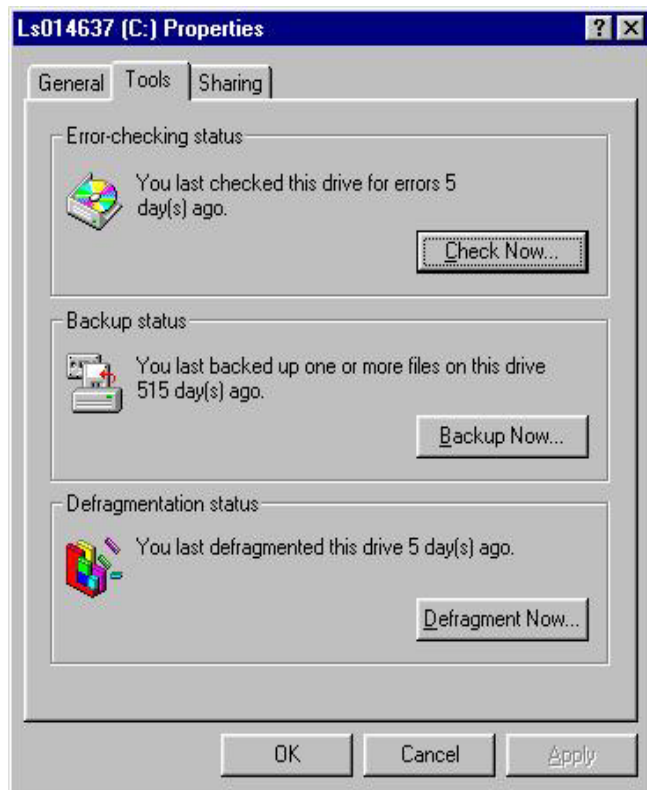 Ls014637 (C:) Properties
General Tools Sharing
Error-checking status
You last checked this drive for errors 5
day(s) ago.
Check Now...
Backup status
You last backed up one or more files on this drive
515 day(s) ago.
Backup Now...
Defragmentation status
You last defragmented this drive 5 day(s) ago.
Defragment Now...
OK Cancel Apply